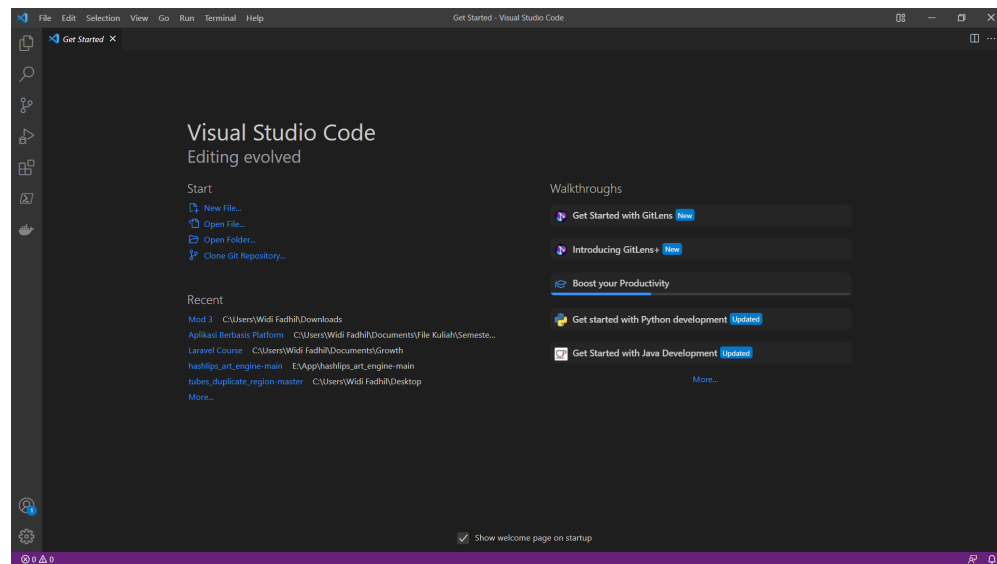 File Edit Selection View Go Run Terminal Help
Get Started - Visual Studio Code
Get Started
Visual Studio Code
Editing evolved
Start
New File...
Open File...
Open Folder...
Clone Git Repository...
Recent
Mod 3 C:\Users\Widi Fadhil\Downloads
Aplikasi Berbasis Platform C:\Users\Widi Fadhil\Documents\File Kuliah\Semeste...
Laravel Course C:\Users\Widi Fadhil\Documents\Growth
hashlips_art_engine-main E:\App\hashlips_art_engine-main
tubes_duplicate_region-master C:\Users\Widi Fadhil\Desktop
More...
Walkthroughs
Get Started with GitLens New
Introducing GitLens+ New
Boost your Productivity
Get started with Python development Updated
Get Started with Java Development Updated
More...
1
Show welcome page on startup
0 0